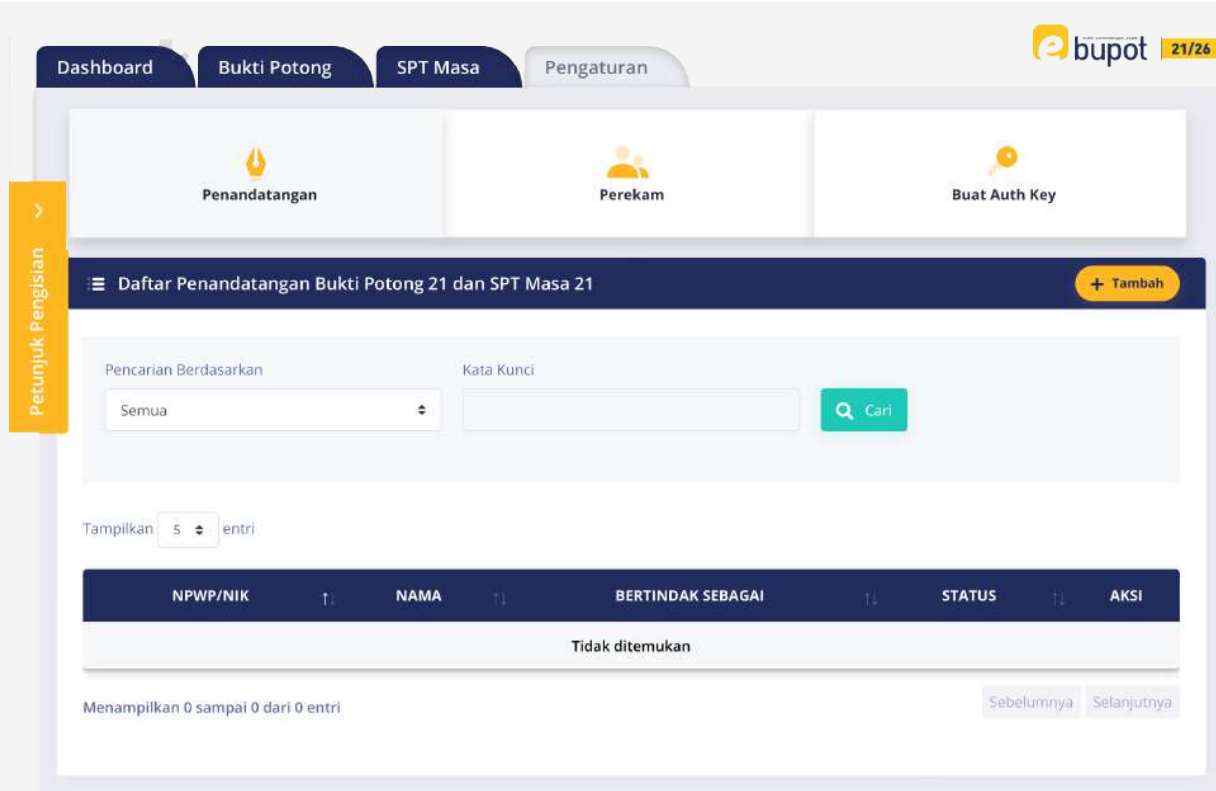 bupot 21/26
Dashboard Bukti Potong SPT Masa Pengaturan
Penandatangan Perekam Buat Auth Key
Petunjuk Pengisian
Daftar Penandatangan Bukti Potong 21 dan SPT Masa 21 + Tambah
Pencarian Berdasarkan Kata Kunci
Semua Cari
Tampilkan 5 entri
NPWP/NIK NAMA BERTINDAK SEBAGAI STATUS AKSI
Tidak ditemukan
Menampilkan 0 sampai 0 dari 0 entri Sebelumnya Selanjutnya